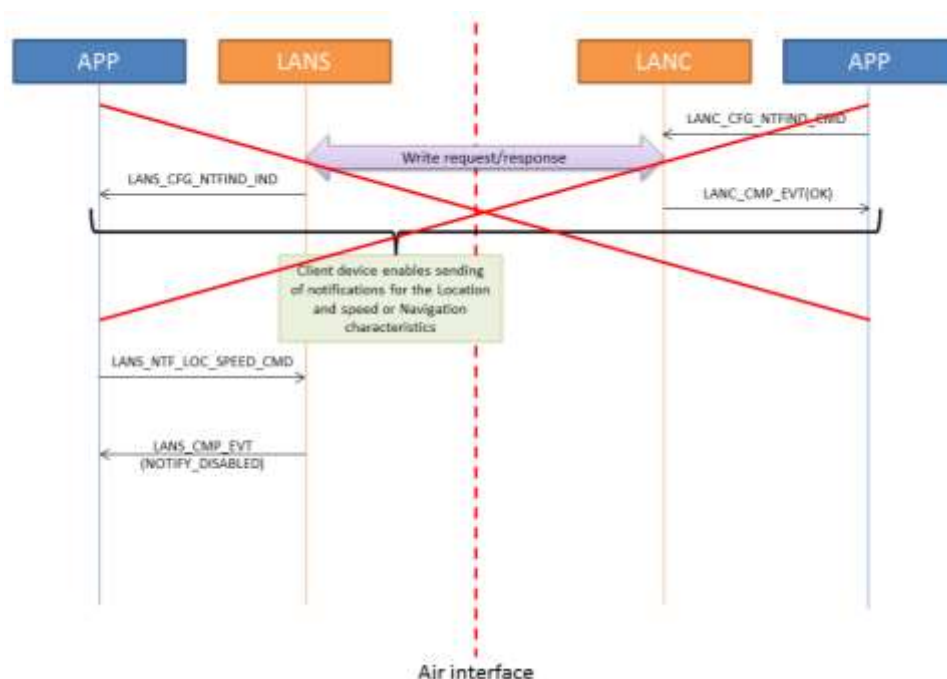 APP
LANS
LANC
APP
LANC_CFG_NTFIND_CMD
Write request/response
LANS_CFG_NTFIND_IND
LANC_CMP_EVT(OK)
Client device enables sending
of notifications for the Location
and speed or Navigation
characteristics
LANS_NTF_LOC_SPEED_CMD
LANS_CMP_EVT
(NOTIFY_DISABLED)
Air interface